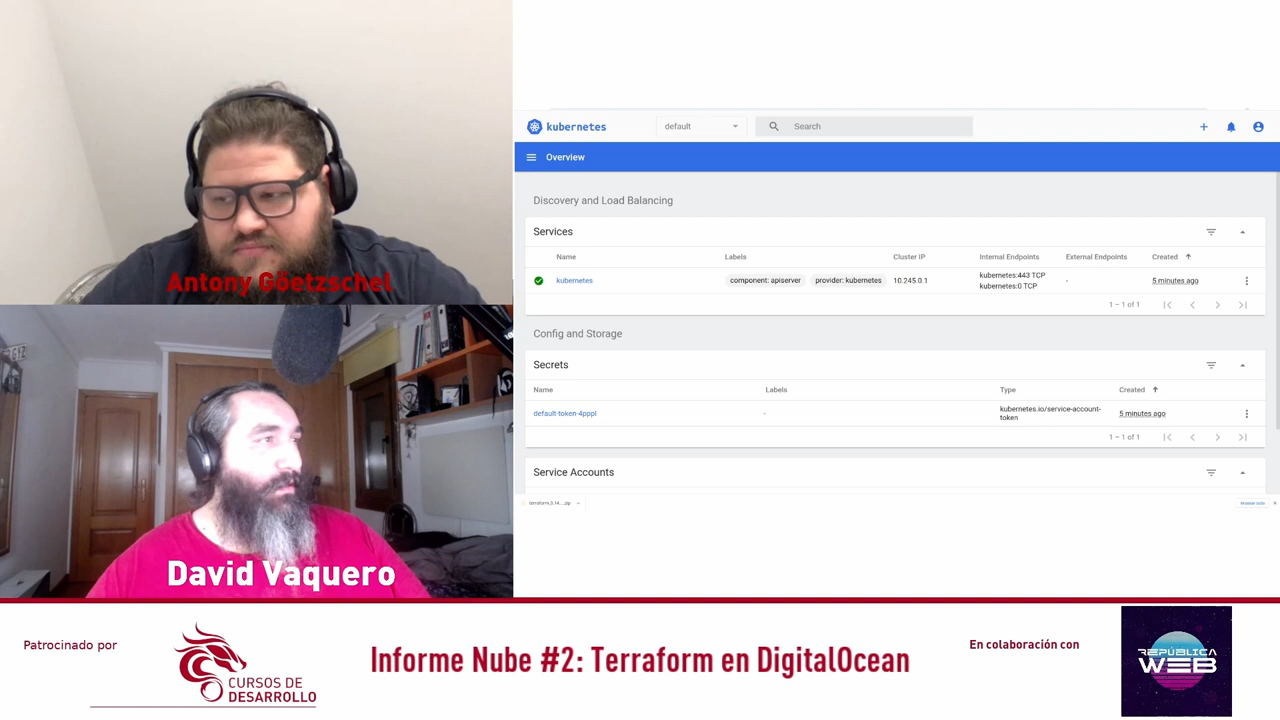 Antony Göetzschel
David Vaquero
kubernetes
default
Search
Overview
Discovery and Load Balancing
Services
Name Labels Cluster IP Internal Endpoints External Endpoints Created
kubernetes component: apiserver provider: kubernetes 10.245.0.1 kubernetes:443 TCP - 5 minutes ago
kubernetes:0 TCP
1 – 1 of 1
Config and Storage
Secrets
Name Labels Type Created
default-token-4pppl - kubernetes.io/service-account- 5 minutes ago
token
1 – 1 of 1
Service Accounts
Patrocinado por
CURSOS DE
DESARROLLO
Informe Nube #2: Terraform en DigitalOcean
En colaboración con
REPÚBLICA
WEB